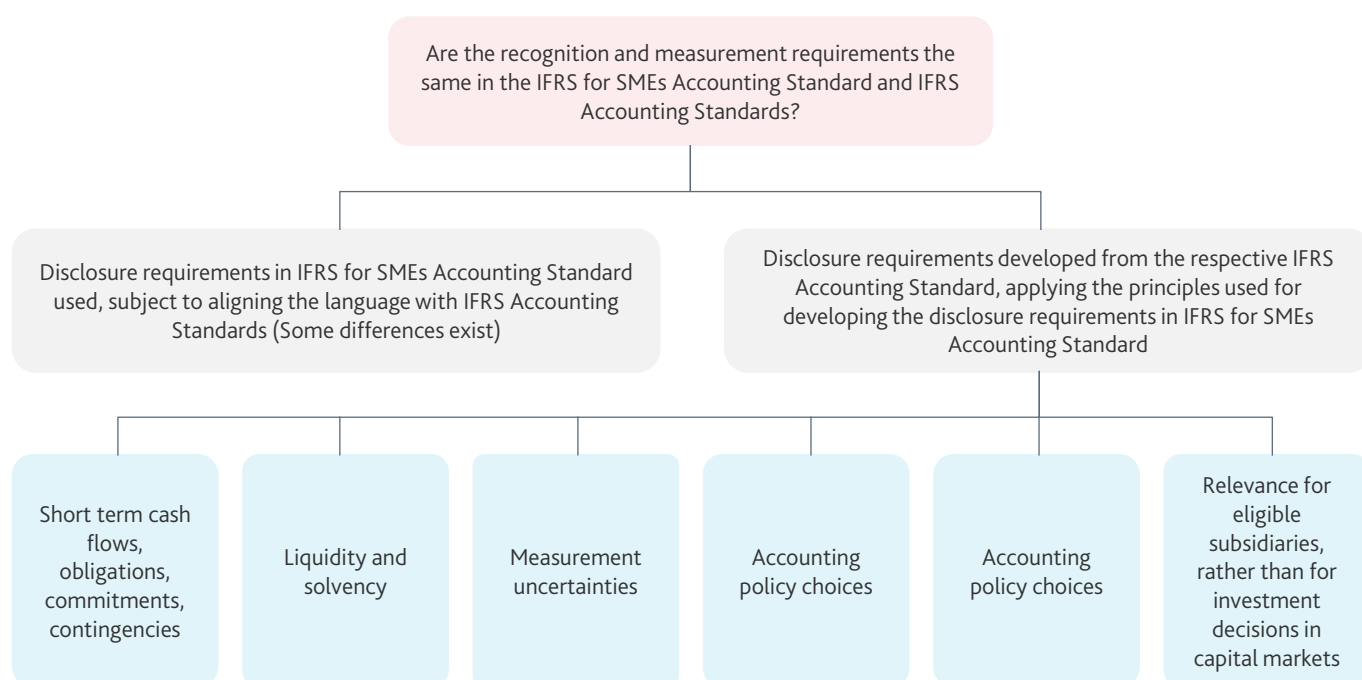 Are the recognition and measurement requirements the
same in the IFRS for SMEs Accounting Standard and IFRS
Accounting Standards?
Disclosure requirements in IFRS for SMEs Accounting Standard
used, subject to aligning the language with IFRS Accounting
Standards (Some differences exist)
Disclosure requirements developed from the respective IFRS
Accounting Standard, applying the principles used for
developing the disclosure requirements in IFRS for SMEs
Accounting Standard
Short term cash
flows,
obligations,
commitments,
contingencies
Liquidity and
solvency
Measurement
uncertainties
Accounting
policy choices
Accounting
policy choices
Relevance for
eligible
subsidiaries,
rather than for
investment
decisions in
capital markets